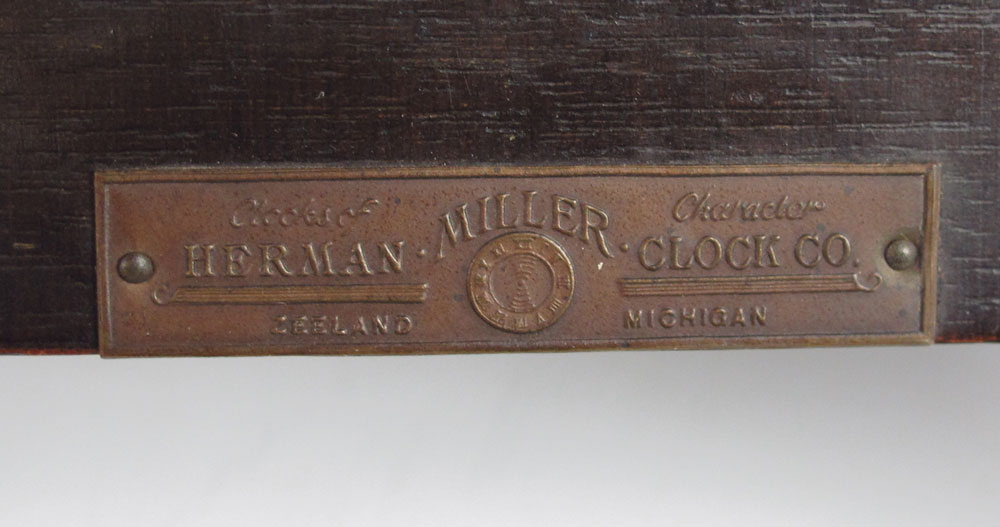 Clocks of Character
HERMAN · MILLER · CLOCK CO.
ZEELAND MICHIGAN